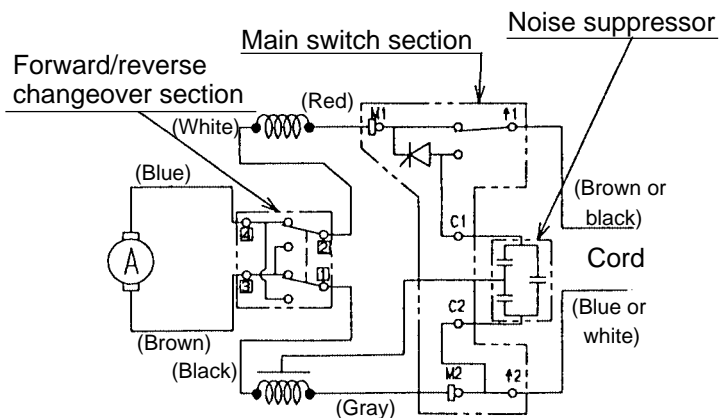 Noise suppressor
Main switch section
Forward/reverse
changeover section
(Red)
(White)
M1
1
(Blue)
(Brown or
black)
C1
4
2
A
Cord
1
3
C2
(Blue or
white)
(Brown)
(Black)
M2
2
(Gray)